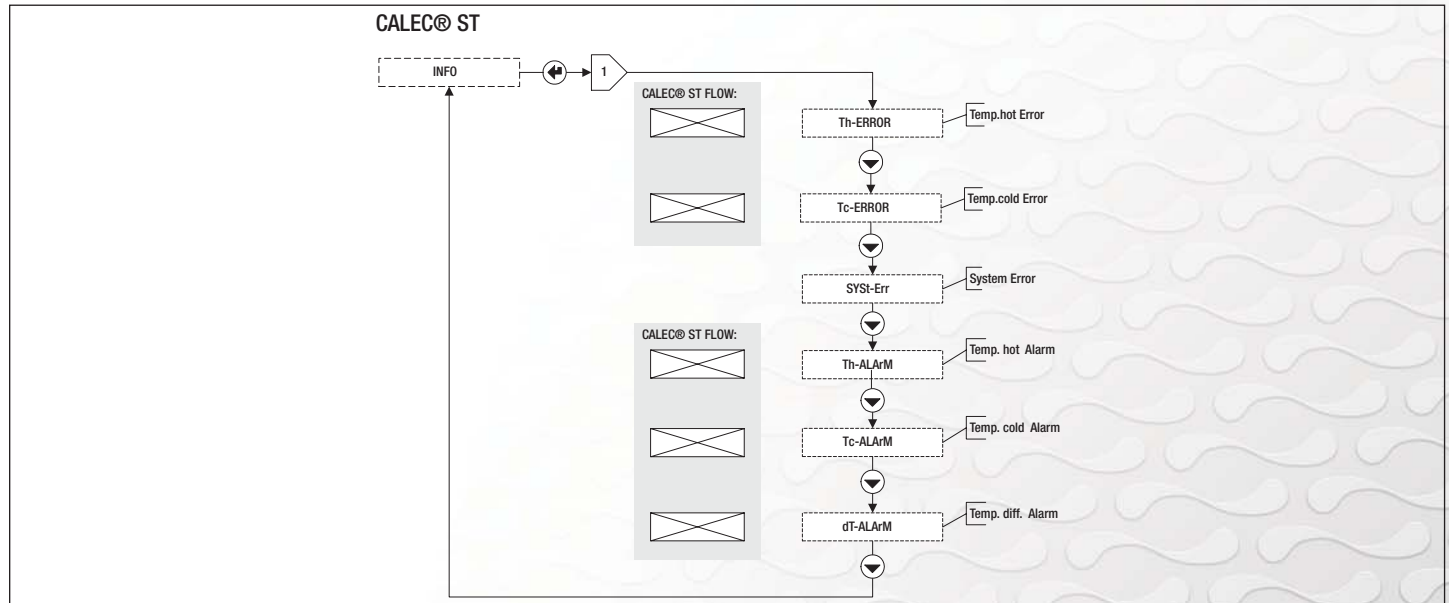 CALEC® ST
INFO
1
CALEC® ST FLOW:
Th-ERROR
Temp.hot Error
Tc-ERROR
Temp.cold Error
SYSt-Err
System Error
CALEC® ST FLOW:
Th-ALArM
Temp. hot Alarm
Tc-ALArM
Temp. cold Alarm
dT-ALArM
Temp. diff. Alarm